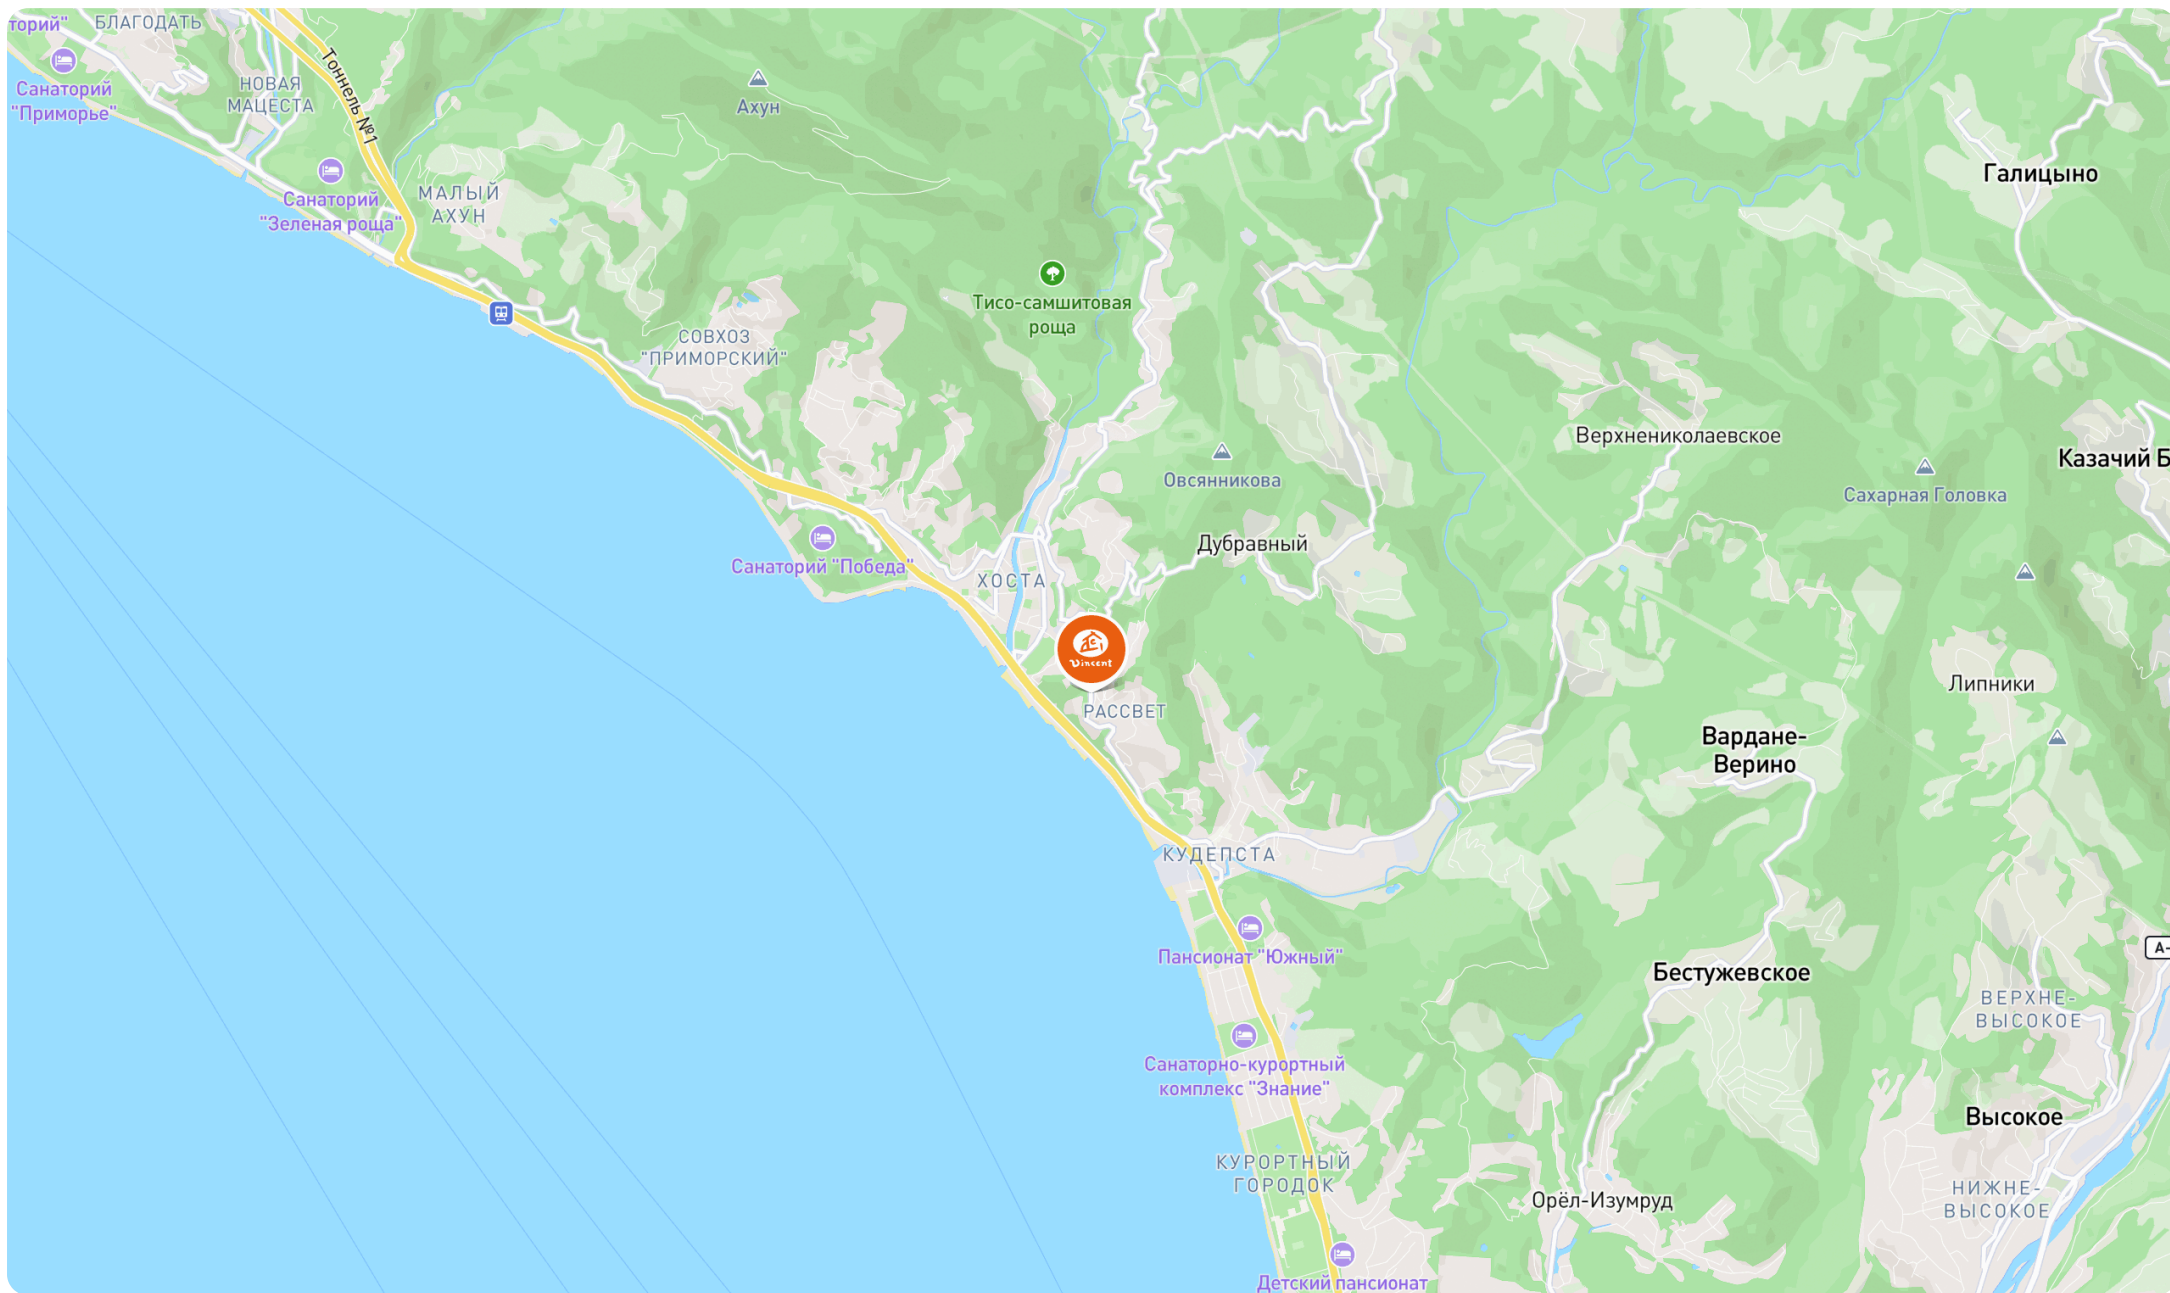 торий"
БЛАГОДАТЬ
Санаторий
"Приморье"
НОВАЯ
МАЦЕСТА
Тоннель №1
Ахун
Санаторий
"Зеленая роща"
МАЛЫЙ
АХУН
Галицыно
Тисо-самшитовая
роща
СОВХОЗ
"ПРИМОРСКИЙ"
Верхнениколаевское
Казачий Б
Овсянникова
Сахарная Головка
Дубравный
Санаторий "Победа"
ХОСТА
Vincent
РАССВЕТ
Липники
Вардане-
Верино
КУДЕПСТА
Пансионат "Южный"
А-
Бестужевское
ВЕРХНЕ-
ВЫСОКОЕ
Санаторно-курортный
комплекс "Знание"
Высокое
КУРОРТНЫЙ
ГОРОДОК
Орёл-Изумруд
НИЖНЕ-
ВЫСОКОЕ
Детский пансионат